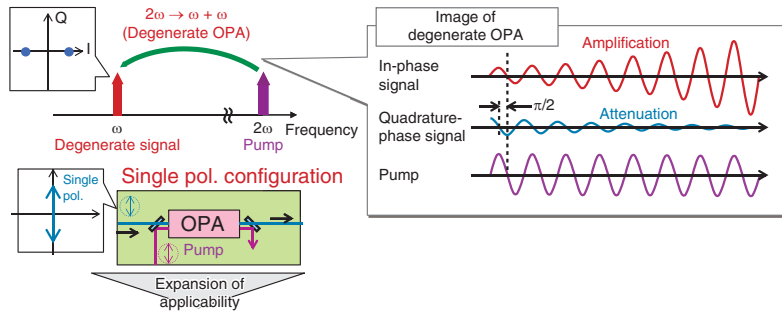 Q
I
2ω → ω + ω
(Degenerate OPA)
ω
2ω
Frequency
Degenerate signal
Pump
Image of
degenerate OPA
Amplification
In-phase
signal
π/2
Quadrature-
phase signal
Attenuation
Pump
Single pol. configuration
Single
pol.
OPA
Pump
Expansion of
applicability